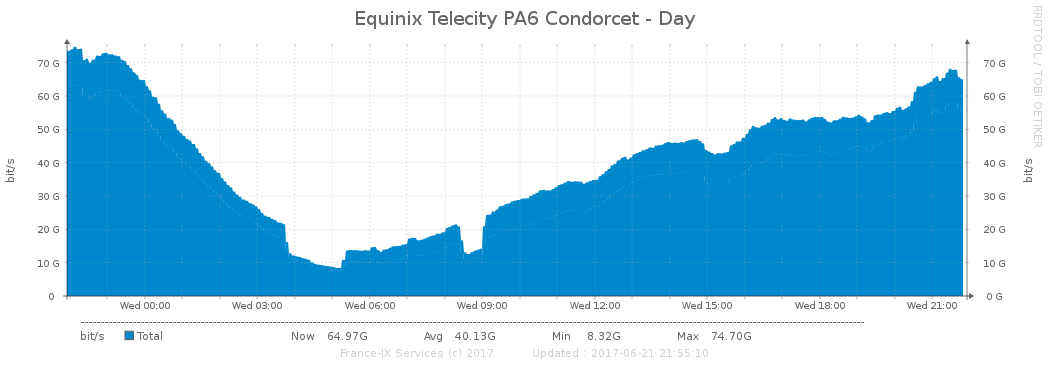 Equinix Telecity PA6 Condorcet - Day
RRDTOOL / TOBI OETIKER
bit/s
70 G
60 G
50 G
40 G
30 G
20 G
10 G
0
70 G
60 G
50 G
40 G
30 G
20 G
10 G
0 G
bit/s
Wed 00:00 Wed 03:00 Wed 06:00 Wed 09:00 Wed 12:00 Wed 15:00 Wed 18:00 Wed 21:00
bit/s Total Now 64.97G Avg 40.13G Min 8.32G Max 74.70G
France-IX Services (c) 2017 Updated : 2017-06-21 21:55:10